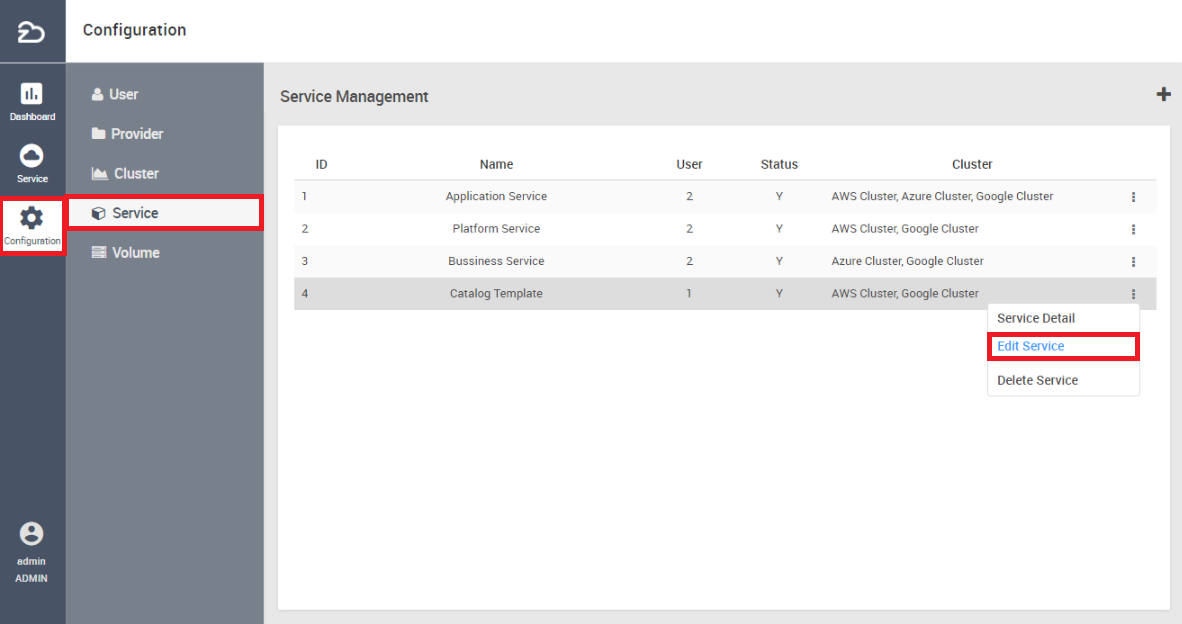 Configuration
Dashboard
Service
Configuration
admin
ADMIN
User
Provider
Cluster
Service
Volume
Service Management
ID Name User Status Cluster
1 Application Service 2 Y AWS Cluster, Azure Cluster, Google Cluster
2 Platform Service 2 Y AWS Cluster, Google Cluster
3 Bussiness Service 2 Y Azure Cluster, Google Cluster
4 Catalog Template 1 Y AWS Cluster, Google Cluster
Service Detail
Edit Service
Delete Service